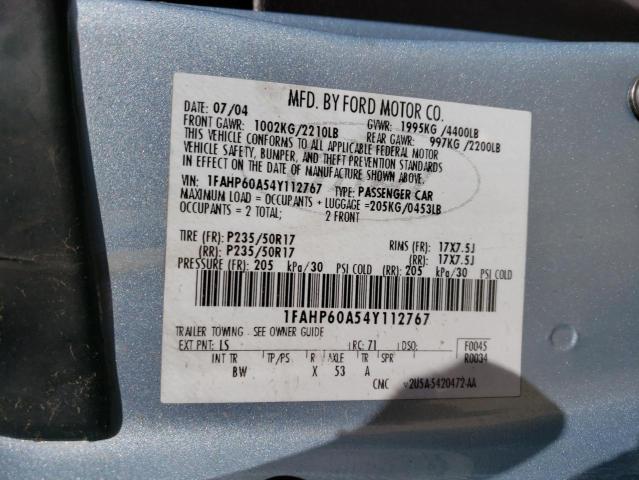 MFD. BY FORD MOTOR CO.
DATE: 07/04
FRONT GAWR: 1002KG/2210LB GVWR: 1995KG /4400LB
REAR GAWR: 997KG /2200LB
THIS VEHICLE CONFORMS TO ALL APPLICABLE FEDERAL MOTOR
VEHICLE SAFETY, BUMPER, AND THEFT PREVENTION STANDARDS
IN EFFECT ON THE DATE OF MANUFACTURE SHOWN ABOVE.
VIN: 1FAHP60A54Y112767 TYPE: PASSENGER CAR
MAXIMUM LOAD = OCCUPANTS + LUGGAGE =205KG/0453LB
OCCUPANTS = 2 TOTAL; 2 FRONT
TIRE (FR): P235/50R17 RIMS (FR): 17X7.5J
(RR): P235/50R17 (RR): 17X7.5J
PRESSURE (FR): 205 kPa/30 PSI COLD (RR): 205 kPa/30 PSI COLD
1FAHP60A54Y112767
TRAILER TOWING - SEE OWNER GUIDE
EXT PNT: LS RC: 71 DSO: F0045
INT TR TP/PS R AXLE TR SPR R0034
BW X 53 A
CMC 2U5A-5420472-AA